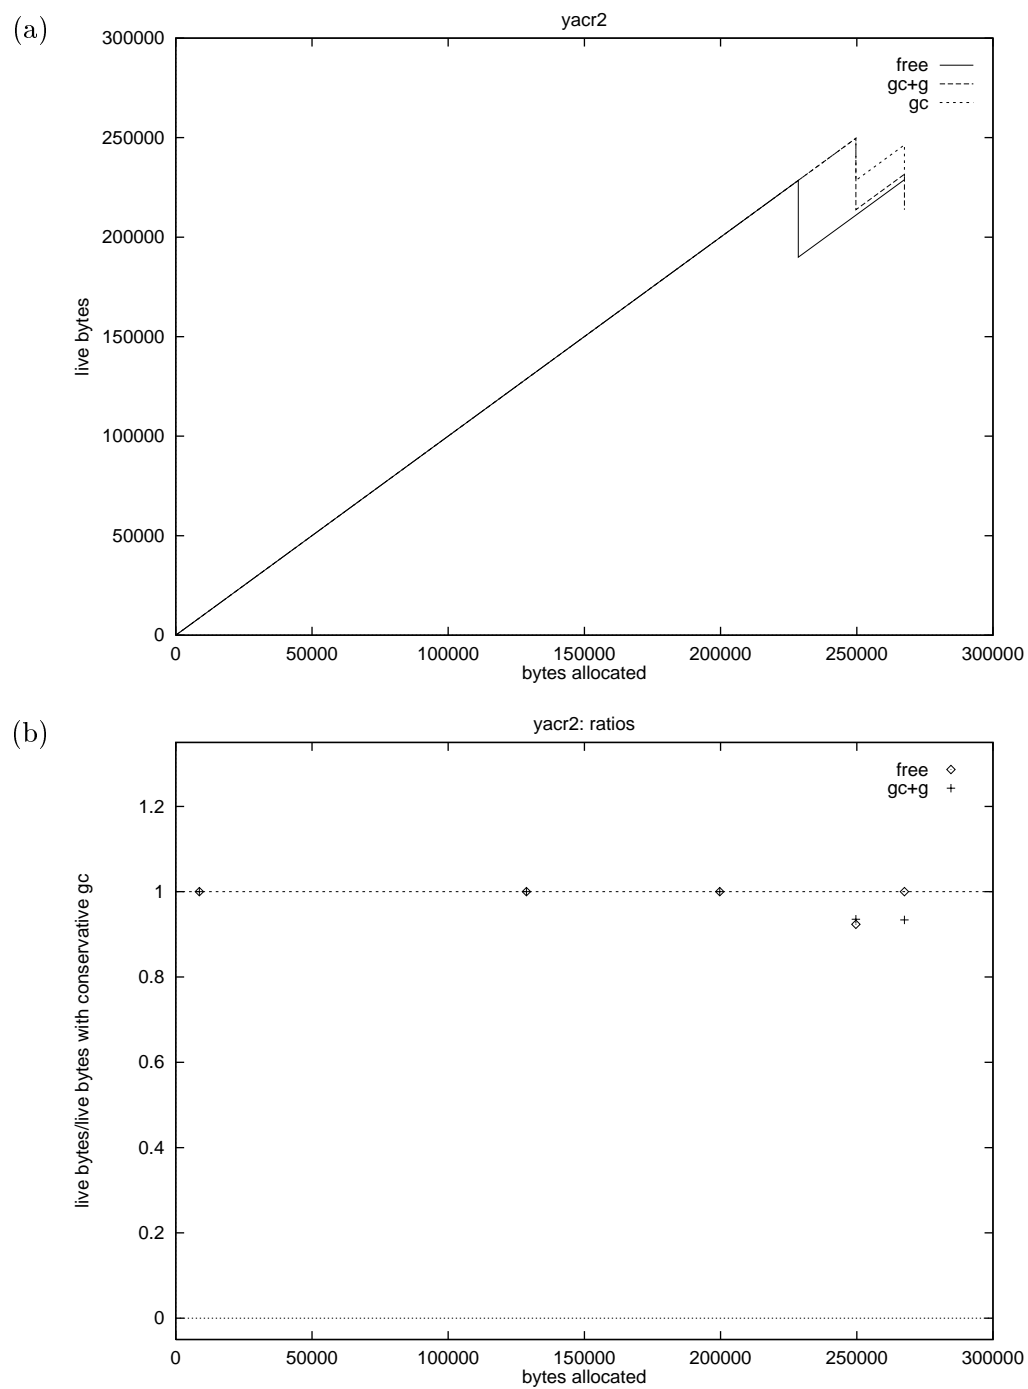 (a)
yacr2
300000
250000
200000
150000
100000
50000
0
live bytes
free
gc+g
gc
0 50000 100000 150000 200000 250000 300000
bytes allocated
(b)
yacr2: ratios
1.2
1
0.8
0.6
0.4
0.2
0
live bytes/live bytes with conservative gc
free
gc+g
0 50000 100000 150000 200000 250000 300000
bytes allocated